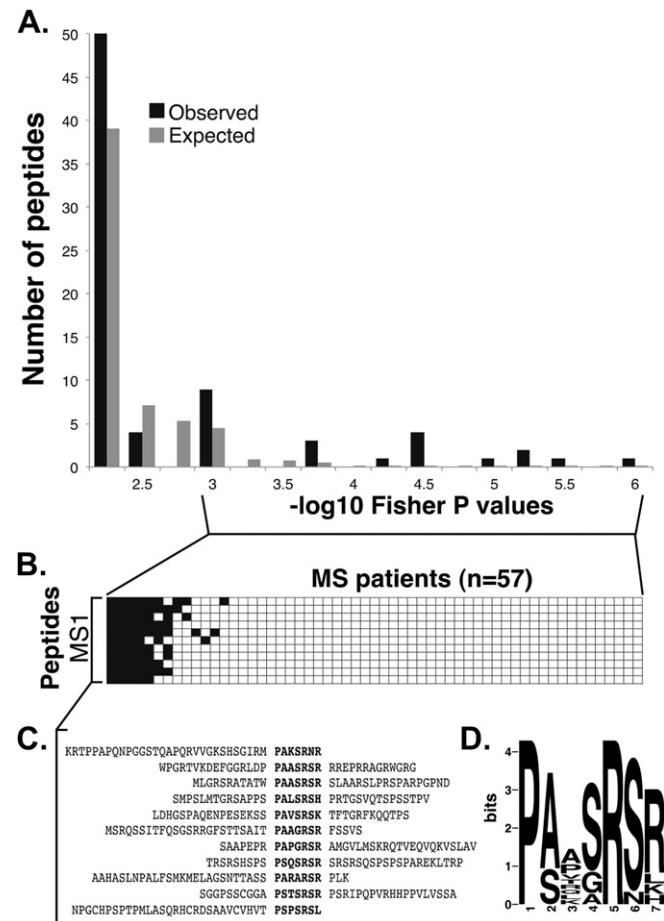 A.
Number of peptides
50
45
40
35
30
25
20
15
10
5
0
Observed
Expected
2.5 3 3.5 4 4.5 5 5.5 6
-log10 Fisher P values
B.
MS patients (n=57)
Peptides
MS1
C.
KRTPPAPQNPGGSTQAPQRVVGKSHSGIRM PAKSRNR
WPGRTVKDEFGGRLDP PAASRSR RREPRRAGRWGRG
MLGRSRATATW PAASRSR SLAARSLPRSPARPGPND
SMPSLMTGRSAPPS PALSRSH PRTGSVQTSPSSTPV
LDHGSPAQENPESEKSS PAVSRSK TFTGRFKQQTPS
MSRQSSITFQSGSRRGFSTTSAIT PAAGRSR FSSVS
SAAPEPR PAPGRSR AMGVLMSKRQTVEQVQKVSLAV
TRSRSHSPS PSQSRSR SRSRSQSPSPSPAREKLTRP
AAHASLNPALFSMKMELAGSNTTASS PARARSR PLK
SGGPSSCGGA PSTSRSR PSRIPQPVRHHPPVLVSSA
NPGCHPSPTPMLASQRHCRDSAAVCVHVT PSPSRSL
D.
bits
4
3
2
1
0
P A S R S R
S A P G A N K L
1 2 3 4 5 6 7